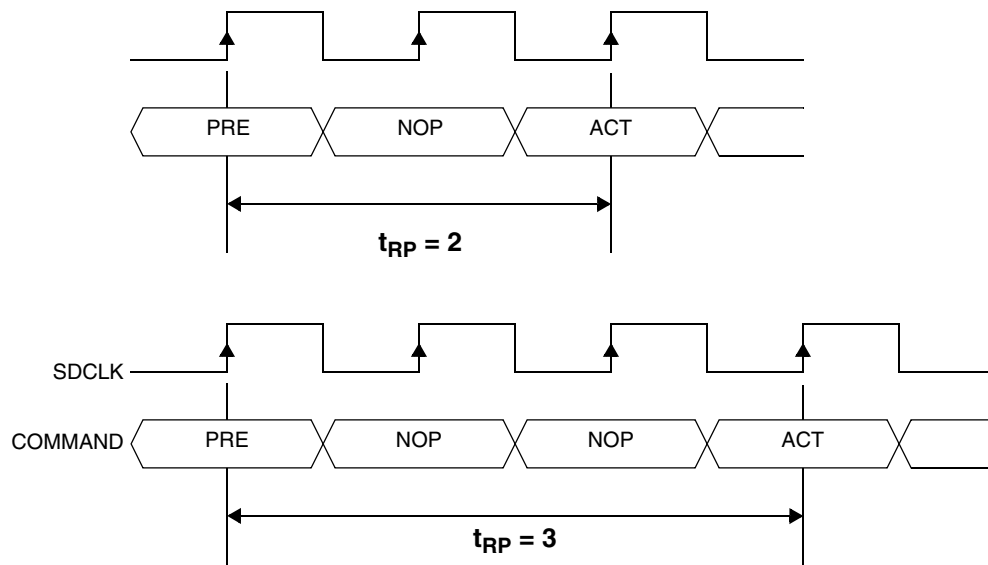 PRE NOP ACT
tRP = 2
SDCLK
COMMAND PRE NOP NOP ACT
tRP = 3